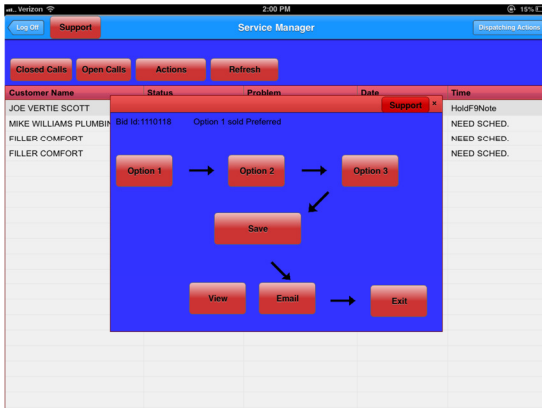 Verizon 2:00 PM 15%
Log Off Support Service Manager Dispatching Actions
Closed Calls Open Calls Actions Refresh
Customer Name Status Problem Date Time
Support ×
JOE VERTIE SCOTT HoldF9Note
MIKE WILLIAMS PLUMBIN NEED SCHED.
Bid Id:1110118 Option 1 sold Preferred
FILLER COMFORT NEED SCHED.
FILLER COMFORT NEED SCHED.
Option 1 Option 2 Option 3
Save
View Email Exit